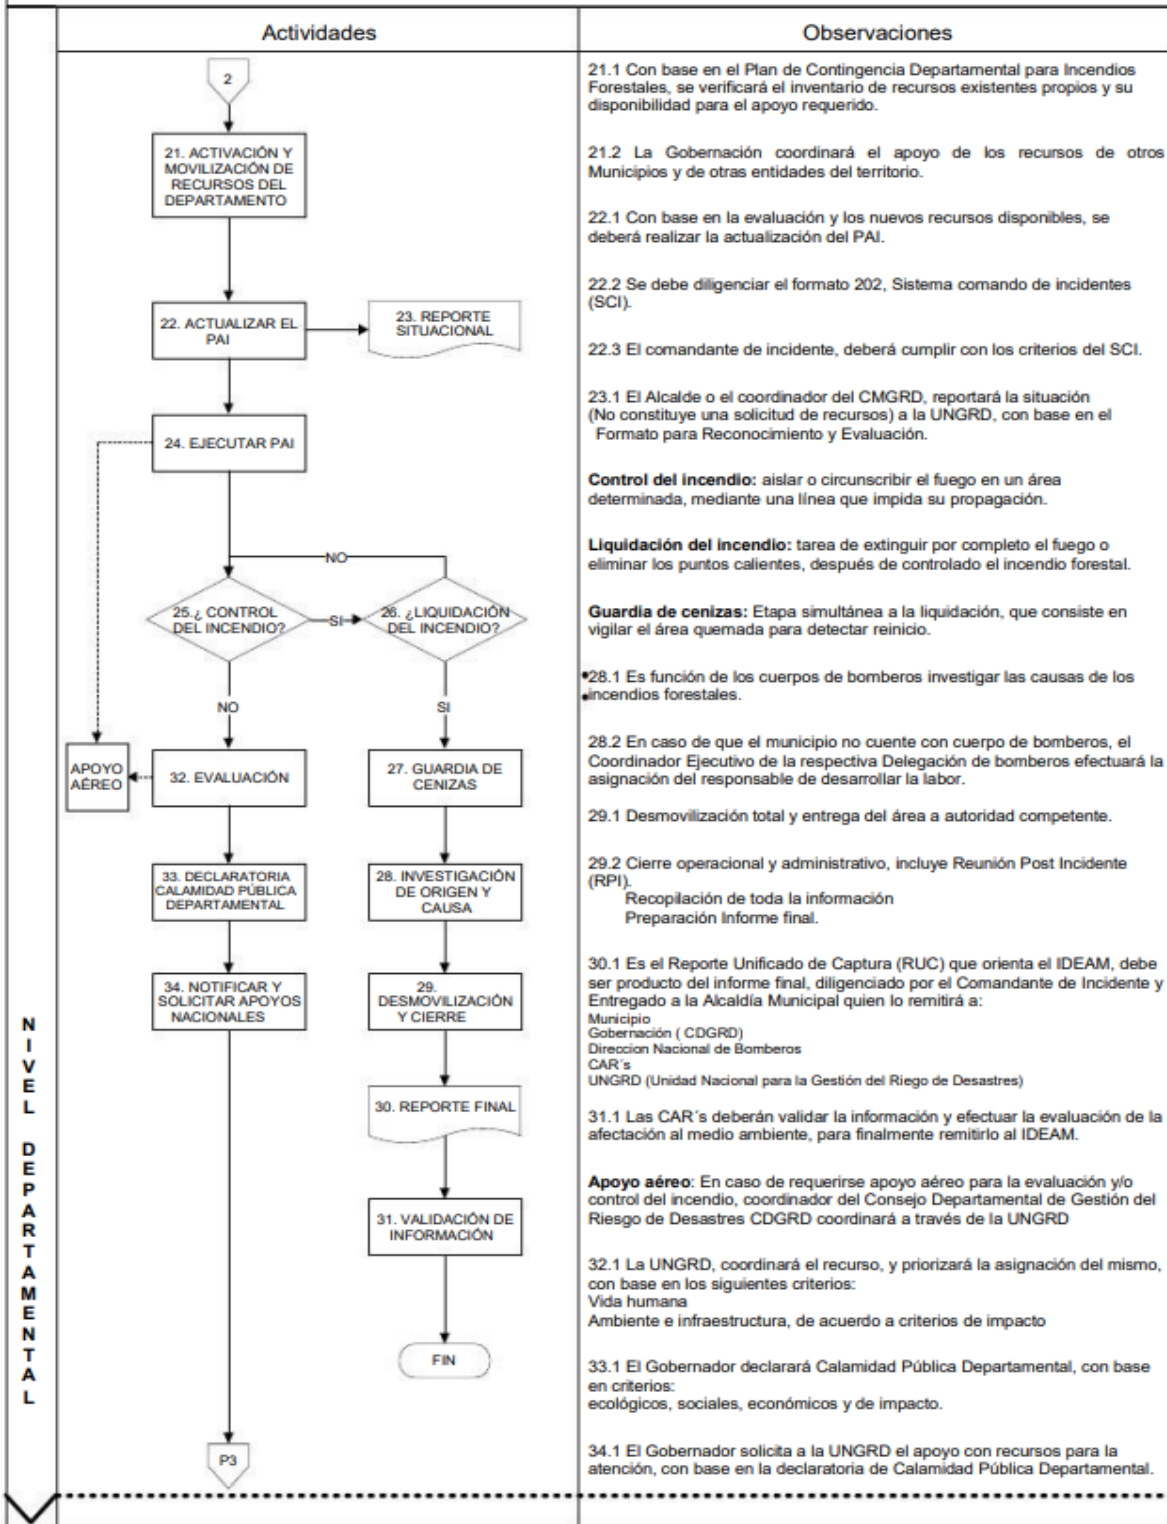 Actividades
Observaciones
2
21. ACTIVACIÓN Y
MOVILIZACIÓN DE
RECURSOS DEL
DEPARTAMENTO
22. ACTUALIZAR EL
PAI
23. REPORTE
SITUACIONAL
24. EJECUTAR PAI
NO
25.¿ CONTROL
DEL INCENDIO?
SI
26. ¿LIQUIDACIÓN
DEL INCENDIO?
NO
SI
APOYO
AÉREO
32. EVALUACIÓN
27. GUARDIA DE
CENIZAS
33. DECLARATORIA
CALAMIDAD PÚBLICA
DEPARTAMENTAL
28. INVESTIGACIÓN
DE ORIGEN Y
CAUSA
34. NOTIFICAR Y
SOLICITAR APOYOS
NACIONALES
29.
DESMOVILIZACIÓN
Y CIERRE
30. REPORTE FINAL
31. VALIDACIÓN DE
INFORMACIÓN
FIN
P3
NIVEL DEPARTAMENTAL
21.1 Con base en el Plan de Contingencia Departamental para Incendios
Forestales, se verificará el inventario de recursos existentes propios y su
disponibilidad para el apoyo requerido.
21.2 La Gobernación coordinará el apoyo de los recursos de otros
Municipios y de otras entidades del territorio.
22.1 Con base en la evaluación y los nuevos recursos disponibles, se
deberá realizar la actualización del PAI.
22.2 Se debe diligenciar el formato 202, Sistema comando de incidentes
(SCI).
22.3 El comandante de incidente, deberá cumplir con los criterios del SCI.
23.1 El Alcalde o el coordinador del CMGRD, reportará la situación
(No constituye una solicitud de recursos) a la UNGRD, con base en el
Formato para Reconocimiento y Evaluación.
Control del incendio: aislar o circunscribir el fuego en un área
determinada, mediante una línea que impida su propagación.
Liquidación del incendio: tarea de extinguir por completo el fuego o
eliminar los puntos calientes, después de controlado el incendio forestal.
Guardia de cenizas: Etapa simultánea a la liquidación, que consiste en
vigilar el área quemada para detectar reinicio.
•28.1 Es función de los cuerpos de bomberos investigar las causas de los
•incendios forestales.
28.2 En caso de que el municipio no cuente con cuerpo de bomberos, el
Coordinador Ejecutivo de la respectiva Delegación de bomberos efectuará la
asignación del responsable de desarrollar la labor.
29.1 Desmovilización total y entrega del área a autoridad competente.
29.2 Cierre operacional y administrativo, incluye Reunión Post Incidente
(RPI).
Recopilación de toda la información
Preparación Informe final.
30.1 Es el Reporte Unificado de Captura (RUC) que orienta el IDEAM, debe
ser producto del informe final, diligenciado por el Comandante de Incidente y
Entregado a la Alcaldía Municipal quien lo remitirá a:
Municipio
Gobernación ( CDGRD)
Direccion Nacional de Bomberos
CAR's
UNGRD (Unidad Nacional para la Gestión del Riego de Desastres)
31.1 Las CAR´s deberán validar la información y efectuar la evaluación de la
afectación al medio ambiente, para finalmente remitirlo al IDEAM.
Apoyo aéreo: En caso de requerirse apoyo aéreo para la evaluación y/o
control del incendio, coordinador del Consejo Departamental de Gestión del
Riesgo de Desastres CDGRD coordinará a través de la UNGRD
32.1 La UNGRD, coordinará el recurso, y priorizará la asignación del mismo,
con base en los siguientes criterios:
Vida humana
Ambiente e infraestructura, de acuerdo a criterios de impacto
33.1 El Gobernador declarará Calamidad Pública Departamental, con base
en criterios:
ecológicos, sociales, económicos y de impacto.
34.1 El Gobernador solicita a la UNGRD el apoyo con recursos para la
atención, con base en la declaratoria de Calamidad Pública Departamental.